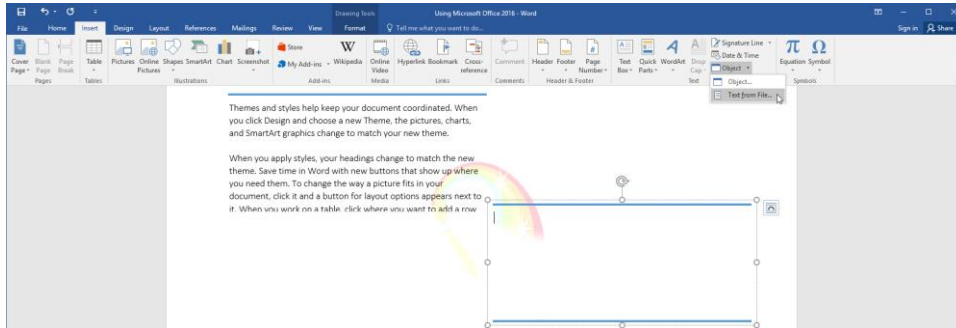 Drawing Tools
Using Microsoft Office 2016 - Word
File Home Insert Design Layout References Mailings Review View Format Tell me what you want to do... Sign in Share
Cover Page
Blank Page
Page Break
Table
Pictures
Online Pictures
Shapes
SmartArt
Chart
Screenshot
Store
My Add-ins
Wikipedia
Online Video
Hyperlink
Bookmark
Cross-reference
Comment
Header
Footer
Page Number
Text Box
Quick Parts
WordArt
Drop Cap
Signature Line
Date & Time
Object
Equation
Symbol
Pages Tables Illustrations Add-ins Media Links Comments Header & Footer Text Symbols
Object...
Text from File...
Themes and styles help keep your document coordinated. When
you click Design and choose a new Theme, the pictures, charts,
and SmartArt graphics change to match your new theme.
When you apply styles, your headings change to match the new
theme. Save time in Word with new buttons that show up where
you need them. To change the way a picture fits in your
document, click it and a button for layout options appears next to
it. When you work on a table, click where you want to add a row